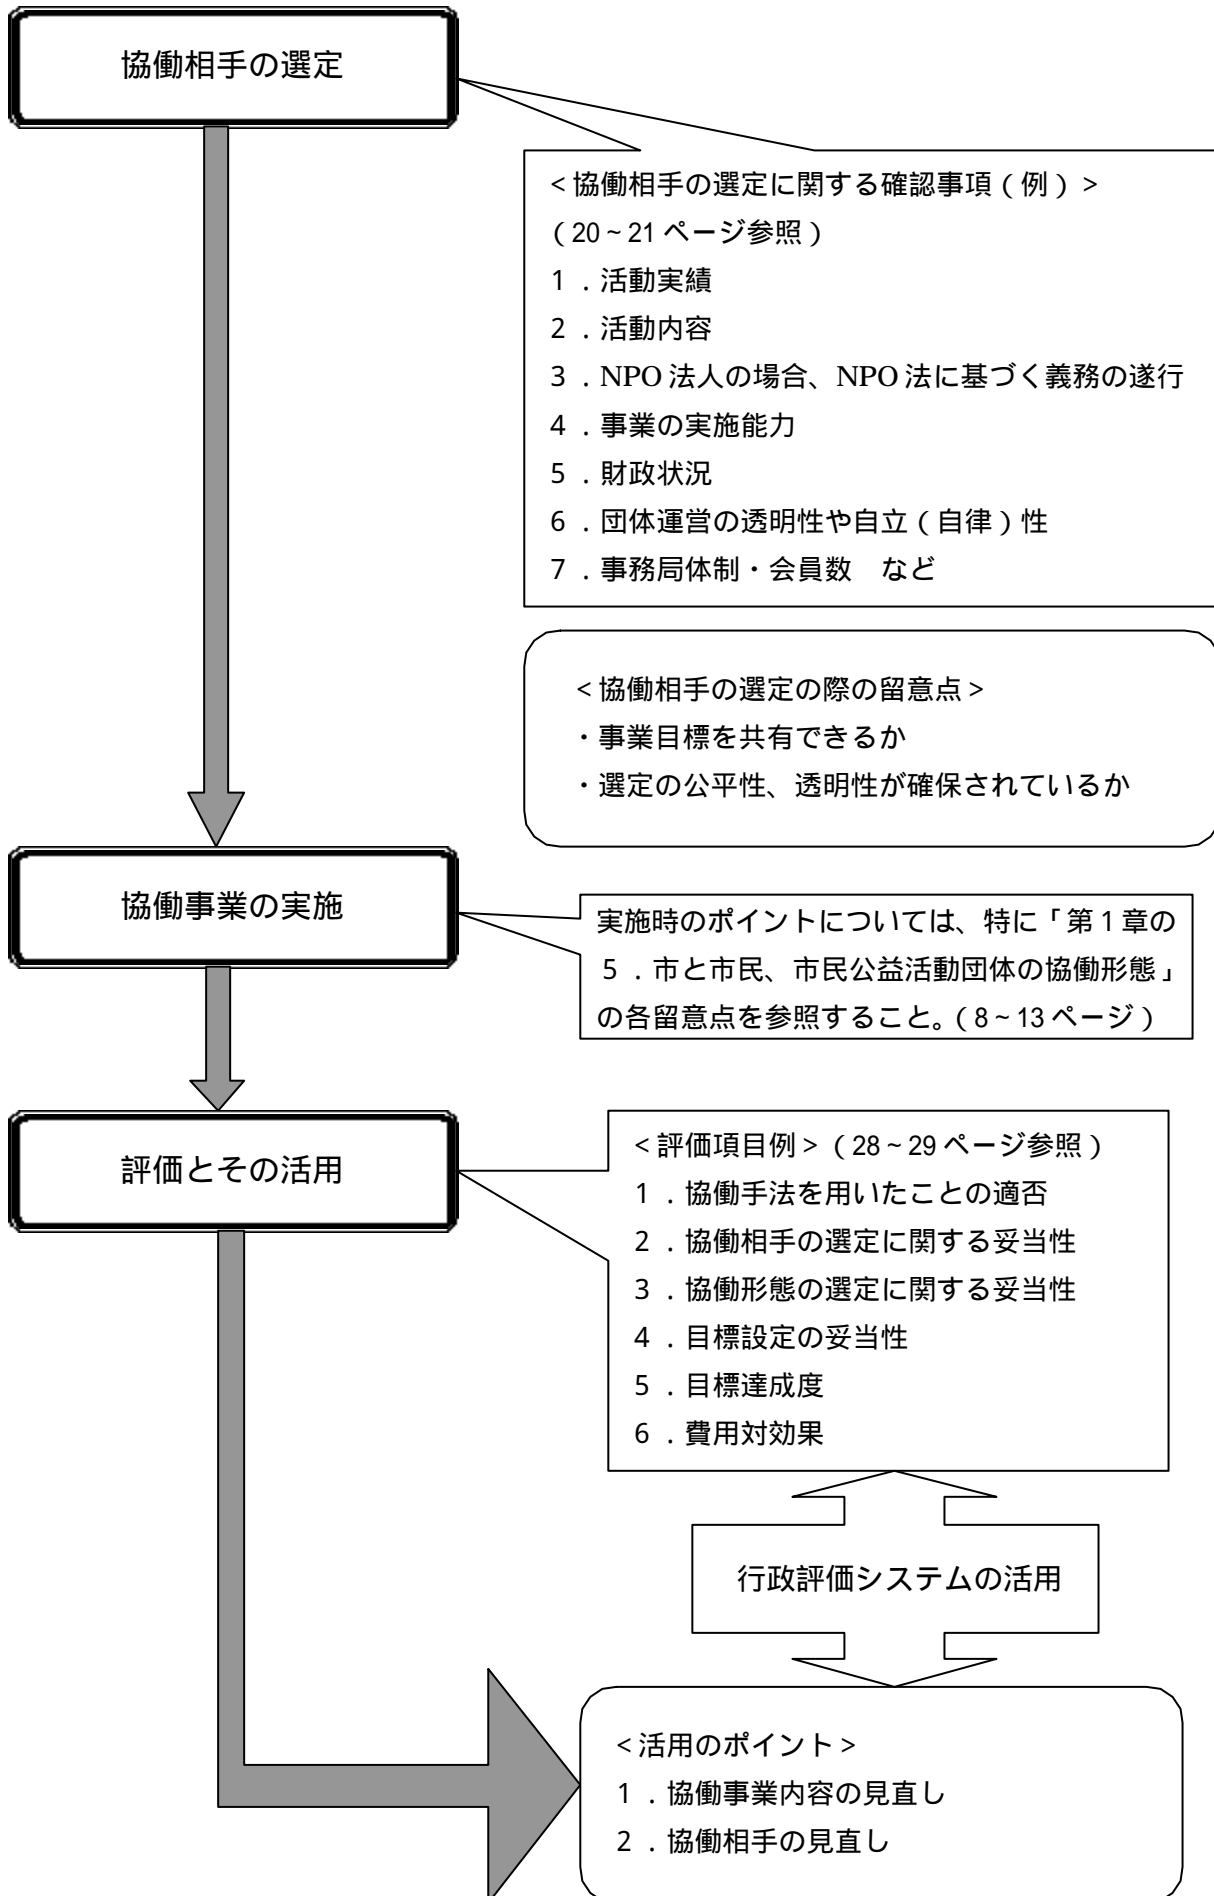 協働相手の選定
<協働相手の選定に関する確認事項(例)>
(20~21ページ参照)
1．活動実績
2．活動内容
3．NPO法人の場合、NPO法に基づく義務の遂行
4．事業の実施能力
5．財政状況
6．団体運営の透明性や自立(自律)性
7．事務局体制・会員数　など
<協働相手の選定の際の留意点>
・事業目標を共有できるか
・選定の公平性、透明性が確保されているか
協働事業の実施
実施時のポイントについては、特に「第1章の
5．市と市民、市民公益活動団体の協働形態」
の各留意点を参照すること。(8~13ページ)
評価とその活用
<評価項目例>(28~29ページ参照)
1．協働手法を用いたことの適否
2．協働相手の選定に関する妥当性
3．協働形態の選定に関する妥当性
4．目標設定の妥当性
5．目標達成度
6．費用対効果
行政評価システムの活用
<活用のポイント>
1．協働事業内容の見直し
2．協働相手の見直し